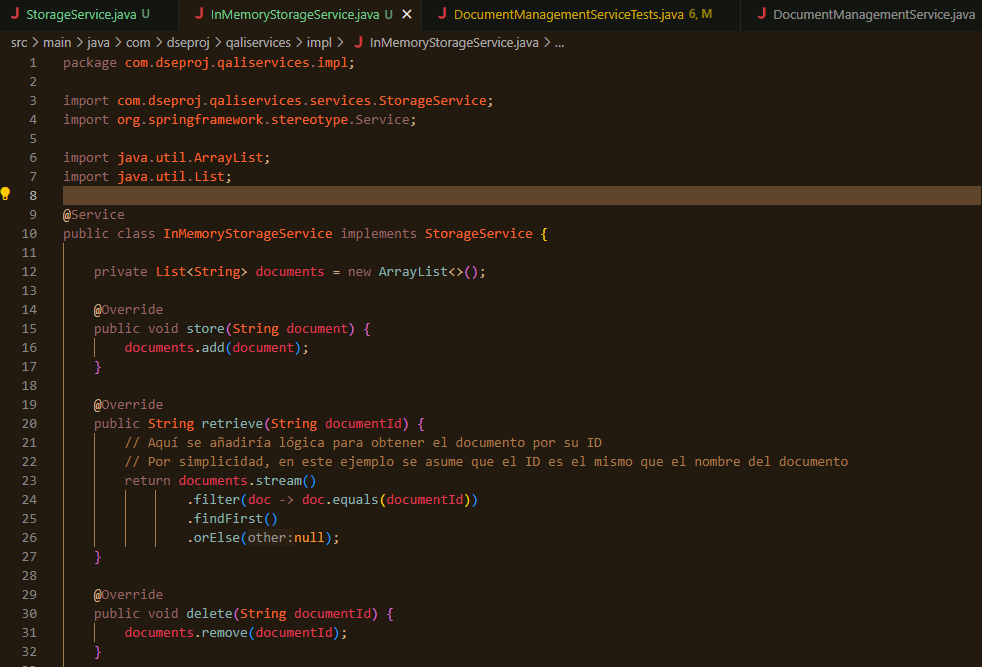 StorageService.java U
InMemoryStorageService.java U
DocumentManagementServiceTests.java 6, M
DocumentManagementService.java
src > main > java > com > dseproj > qaliservices > impl > InMemoryStorageService.java > ...
1 package com.dseproj.qaliservices.impl;
2
3 import com.dseproj.qaliservices.services.StorageService;
4 import org.springframework.stereotype.Service;
5
6 import java.util.ArrayList;
7 import java.util.List;
8
9 @Service
10 public class InMemoryStorageService implements StorageService {
11
12 private List<String> documents = new ArrayList<>();
13
14 @Override
15 public void store(String document) {
16 documents.add(document);
17 }
18
19 @Override
20 public String retrieve(String documentId) {
21 // Aquí se añadiría lógica para obtener el documento por su ID
22 // Por simplicidad, en este ejemplo se asume que el ID es el mismo que el nombre del documento
23 return documents.stream()
24 .filter(doc -> doc.equals(documentId))
25 .findFirst()
26 .orElse(other:null);
27 }
28
29 @Override
30 public void delete(String documentId) {
31 documents.remove(documentId);
32 }